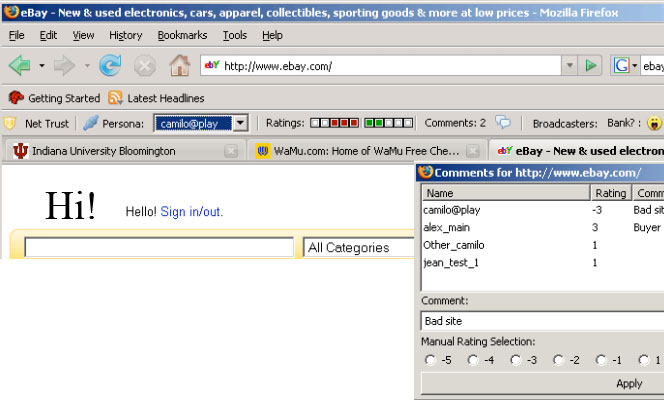 eBay - New & used electronics, cars, apparel, collectibles, sporting goods & more at low prices - Mozilla Firefox
File Edit View History Bookmarks Tools Help
ebY http://www.ebay.com/ G ebay
Getting Started Latest Headlines
Net Trust Persona: camilo@play Ratings: Comments: 2 Broadcasters: Bank? :
Indiana University Bloomington WaMu.com: Home of WaMu Free Che... ebY eBay - New & used electron
ebY Comments for http://www.ebay.com/
Name Rating Comm
camilo@play -3 Bad sit
alex_main 3 Buyer
Other_camilo 1
jean_test_1 1
Hi! Hello! Sign in/out.
All Categories
Comment:
Bad site
Manual Rating Selection:
-5 -4 -3 -2 -1 1
Apply